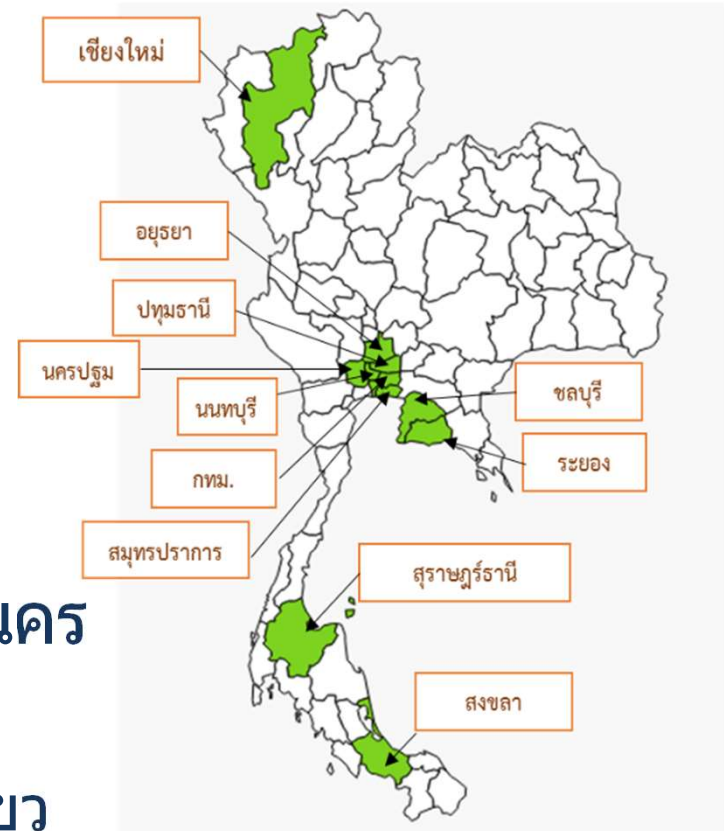 เชียงใหม่
อยุธยา
ปทุมธานี
นครปฐม
นนทบุรี
ชลบุรี
กทม.
ระยอง
สมุทรปราการ
สุราษฎร์ธานี
นคร
สงขลา